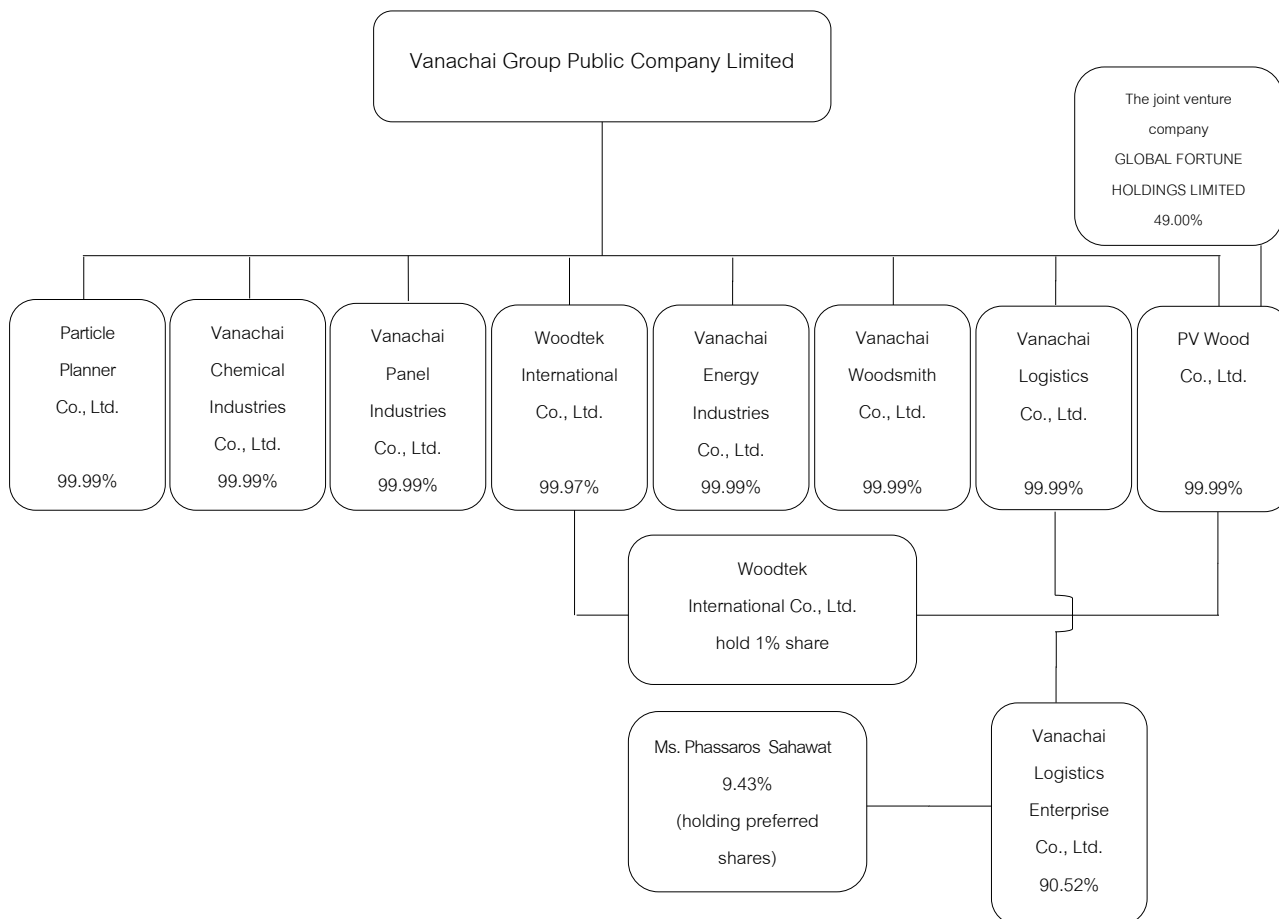 Vanachai Group Public Company Limited
The joint venture
company
GLOBAL FORTUNE
HOLDINGS LIMITED
49.00%
Particle
Planner
Co., Ltd.
99.99%
Vanachai
Chemical
Industries
Co., Ltd.
99.99%
Vanachai
Panel
Industries
Co., Ltd.
99.99%
Woodtek
International
Co., Ltd.
99.97%
Vanachai
Energy
Industries
Co., Ltd.
99.99%
Vanachai
Woodsmith
Co., Ltd.
99.99%
Vanachai
Logistics
Co., Ltd.
99.99%
PV Wood
Co., Ltd.
99.99%
Woodtek
International Co., Ltd.
hold 1% share
Ms. Phassaros Sahawat
9.43%
(holding preferred
shares)
Vanachai
Logistics
Enterprise
Co., Ltd.
90.52%